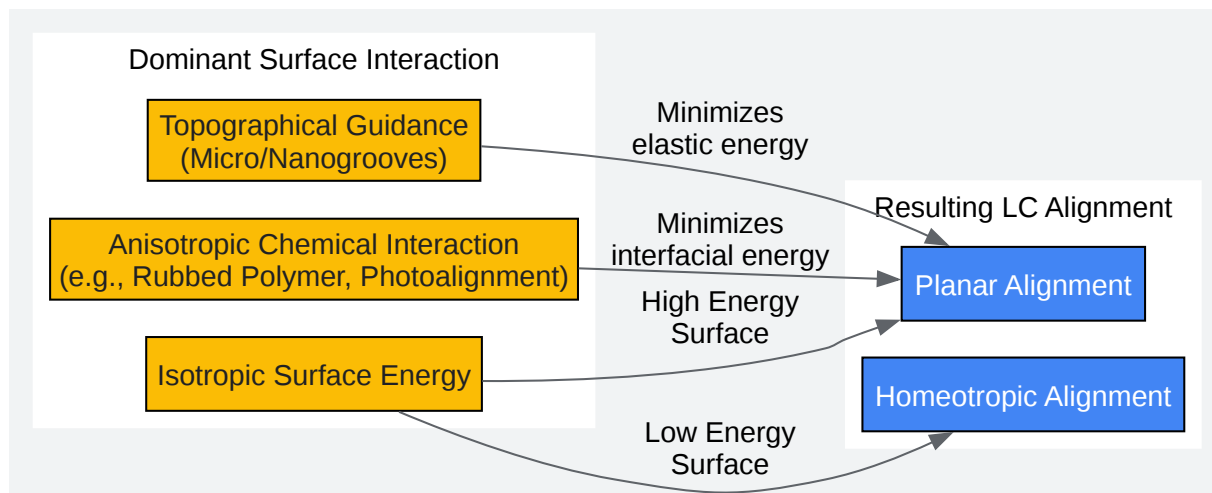 Dominant Surface Interaction
Topographical Guidance
(Micro/Nanogrooves)
Anisotropic Chemical Interaction
(e.g., Rubbed Polymer, Photoalignment)
Isotropic Surface Energy
Minimizes
elastic energy
Minimizes
interfacial energy
High Energy
Surface
Low Energy
Surface
Resulting LC Alignment
Planar Alignment
Homeotropic Alignment